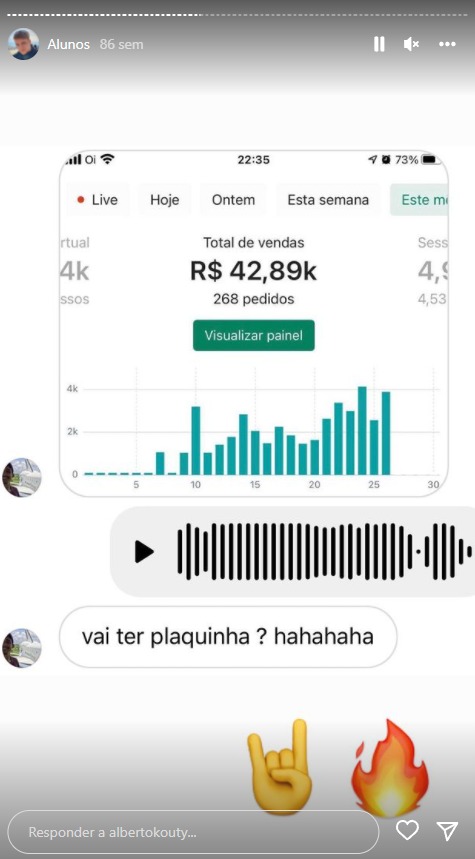 Alunos 86 sem
Oi 22:35 73%
Live Hoje Ontem Esta semana Este me
rtual Total de vendas Sess
4k R$ 42,89k 4,9
ssos 268 pedidos 4,53
Visualizar painel
4k
2k
0
5 10 15 20 25 30
vai ter plaquinha ? hahahaha
Responder a albertokouty...